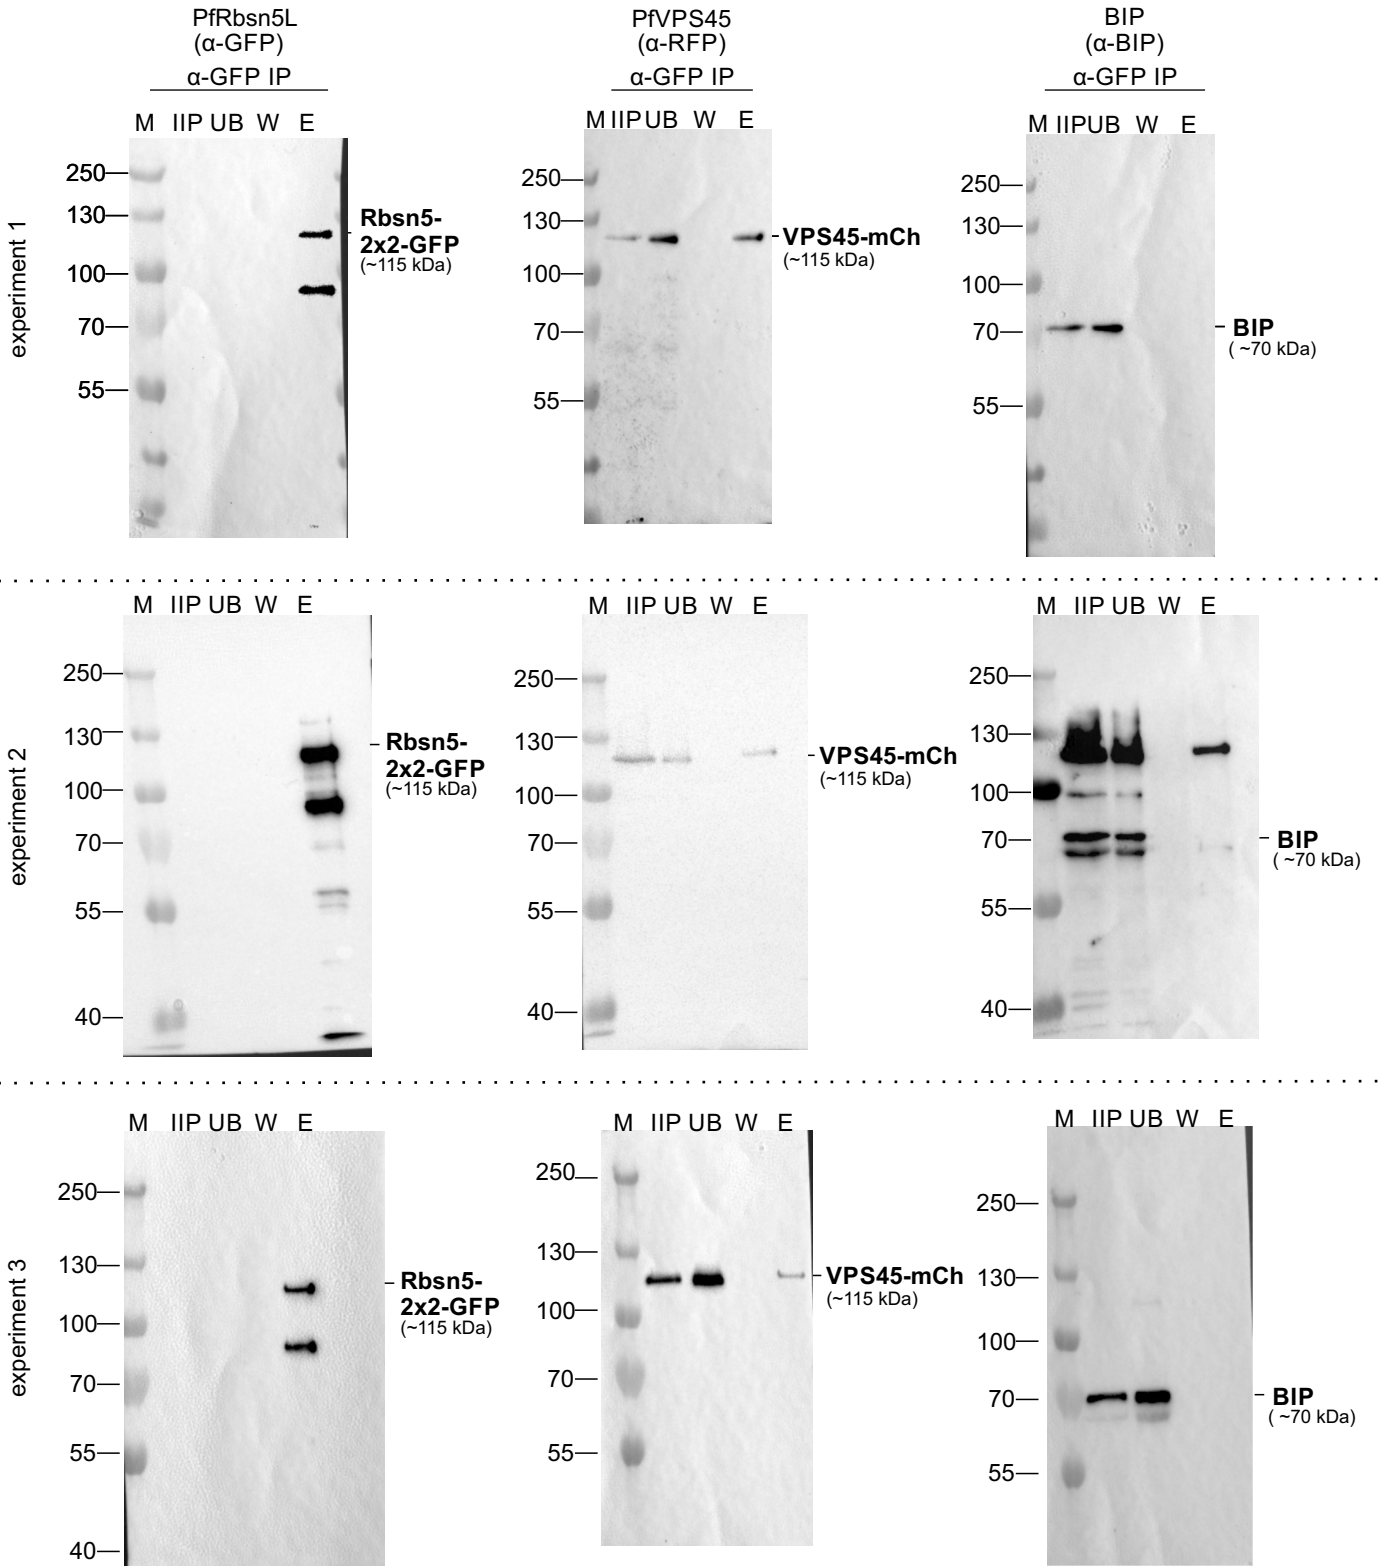 PfRbsn5L
(α-GFP)
α-GFP IP
PfVPS45
(α-RFP)
α-GFP IP
BIP
(α-BIP)
α-GFP IP
experiment 1
M IIP UB W E
250
130
100
70
55
Rbsn5-
2x2-GFP
(~115 kDa)
M IIP UB W E
250
130
100
70
55
VPS45-mCh
(~115 kDa)
M IIP UB W E
250
130
100
70
55
BIP
( ~70 kDa)
experiment 2
M IIP UB W E
250
130
100
70
55
40
Rbsn5-
2x2-GFP
(~115 kDa)
M IIP UB W E
250
130
100
70
55
40
VPS45-mCh
(~115 kDa)
M IIP UB W E
250
130
100
70
55
40
BIP
( ~70 kDa)
experiment 3
M IIP UB W E
250
130
100
70
55
40
Rbsn5-
2x2-GFP
(~115 kDa)
M IIP UB W E
250
130
100
70
55
VPS45-mCh
(~115 kDa)
M IIP UB W E
250
130
100
70
55
BIP
( ~70 kDa)